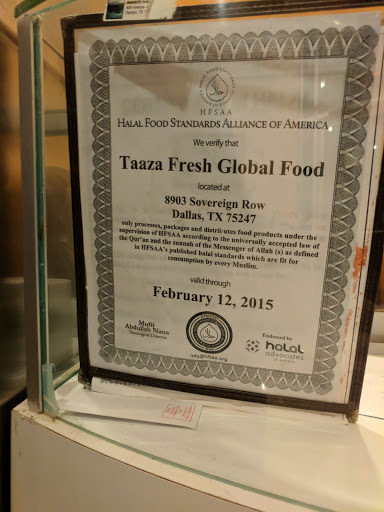 HFSAA
HALAL FOOD STANDARDS ALLIANCE OF AMERICA
We verify that
Taaza Fresh Global Food
located at
8903 Sovereign Row
Dallas, TX 75247
only processes, packages and distributes food products under the
supervision of HFSAA according to the universally accepted law of
the Qur'an and the sunnah of the Messenger of Allah (s) as defined
in HFSAA's published halal standards which are fit for
consumption by every Muslim.
valid through
February 12, 2015
Mufti
Abdullah Nana
Theological Director
info@hfsaa.org
Endorsed by
halal
advocates